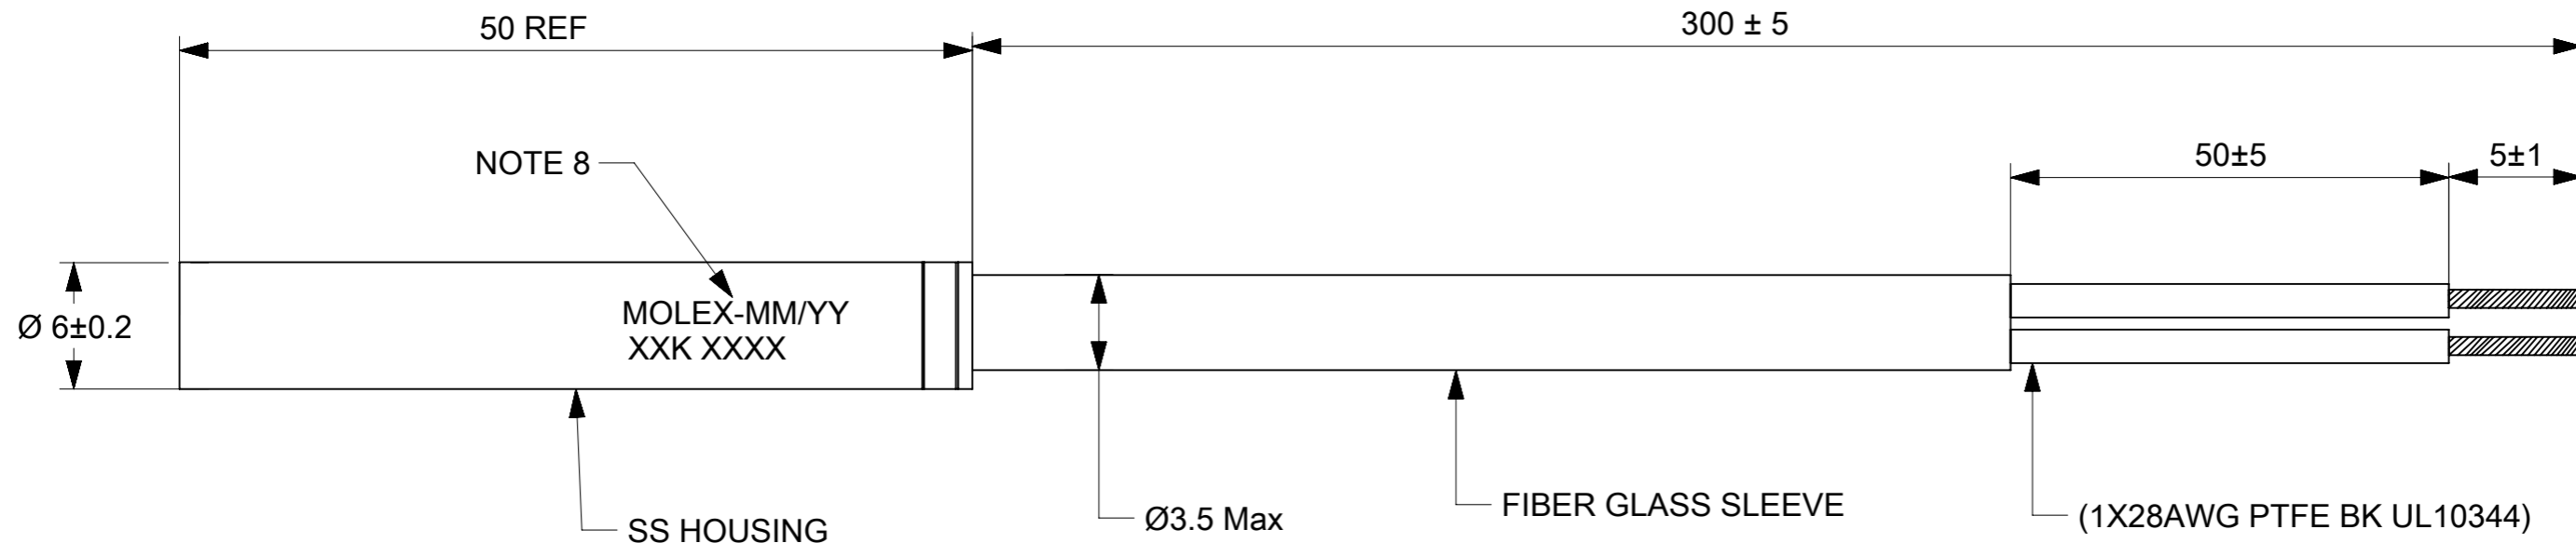 50 REF
300 ± 5
NOTE 8
50±5
5±1
Ø 6±0.2
MOLEX-MM/YY
XXK XXXX
SS HOUSING
Ø3.5 Max
FIBER GLASS SLEEVE
(1X28AWG PTFE BK UL10344)